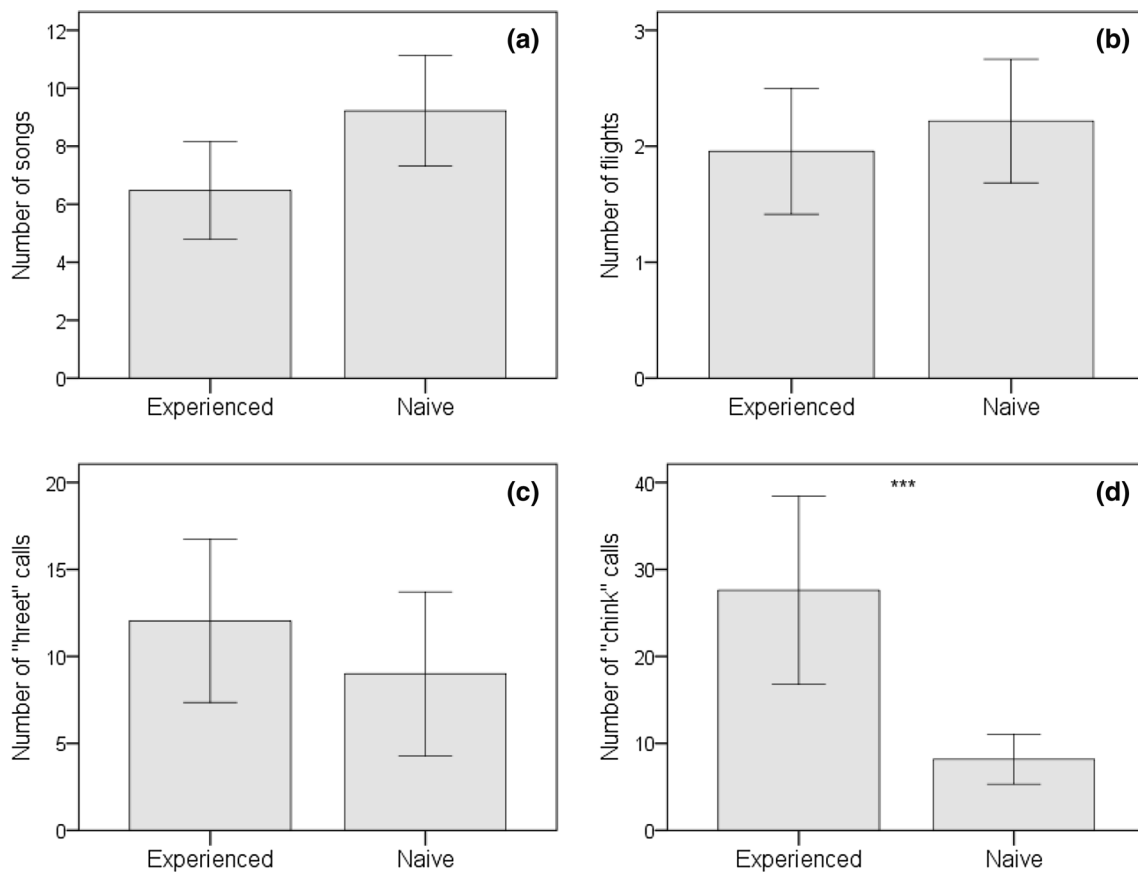 (a)
Number of songs
12
10
8
6
4
2
0
Experienced
Naive
(b)
Number of flights
3
2
1
0
Experienced
Naive
(c)
Number of "hreet" calls
20
15
10
5
0
Experienced
Naive
(d)
***
Number of "chink" calls
40
30
20
10
0
Experienced
Naive